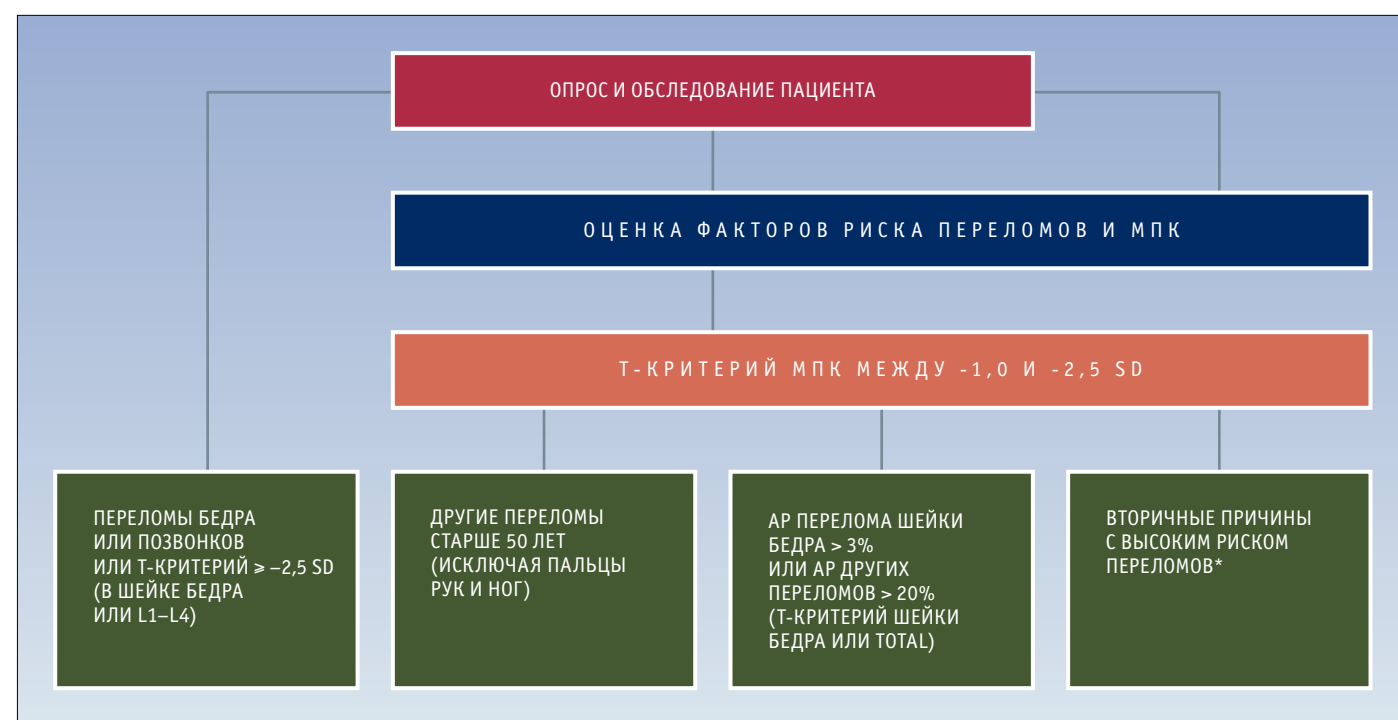 ОПРОС И ОБСЛЕДОВАНИЕ ПАЦИЕНТА
ОЦЕНКА ФАКТОРОВ РИСКА ПЕРЕЛОМОВ И МПК
Т-КРИТЕРИЙ МПК МЕЖДУ -1,0 И -2,5 SD
ПЕРЕЛОМЫ БЕДРА
ИЛИ ПОЗВОНКОВ
ИЛИ Т-КРИТЕРИЙ ⩾ –2,5 SD
(В ШЕЙКЕ БЕДРА
ИЛИ L1–L4)
ДРУГИЕ ПЕРЕЛОМЫ
СТАРШЕ 50 ЛЕТ
(ИСКЛЮЧАЯ ПАЛЬЦЫ
РУК И НОГ)
АР ПЕРЕЛОМА ШЕЙКИ
БЕДРА > 3%
ИЛИ АР ДРУГИХ
ПЕРЕЛОМОВ > 20%
(Т-КРИТЕРИЙ ШЕЙКИ
БЕДРА ИЛИ TOTAL)
ВТОРИЧНЫЕ ПРИЧИНЫ
С ВЫСОКИМ РИСКОМ
ПЕРЕЛОМОВ*